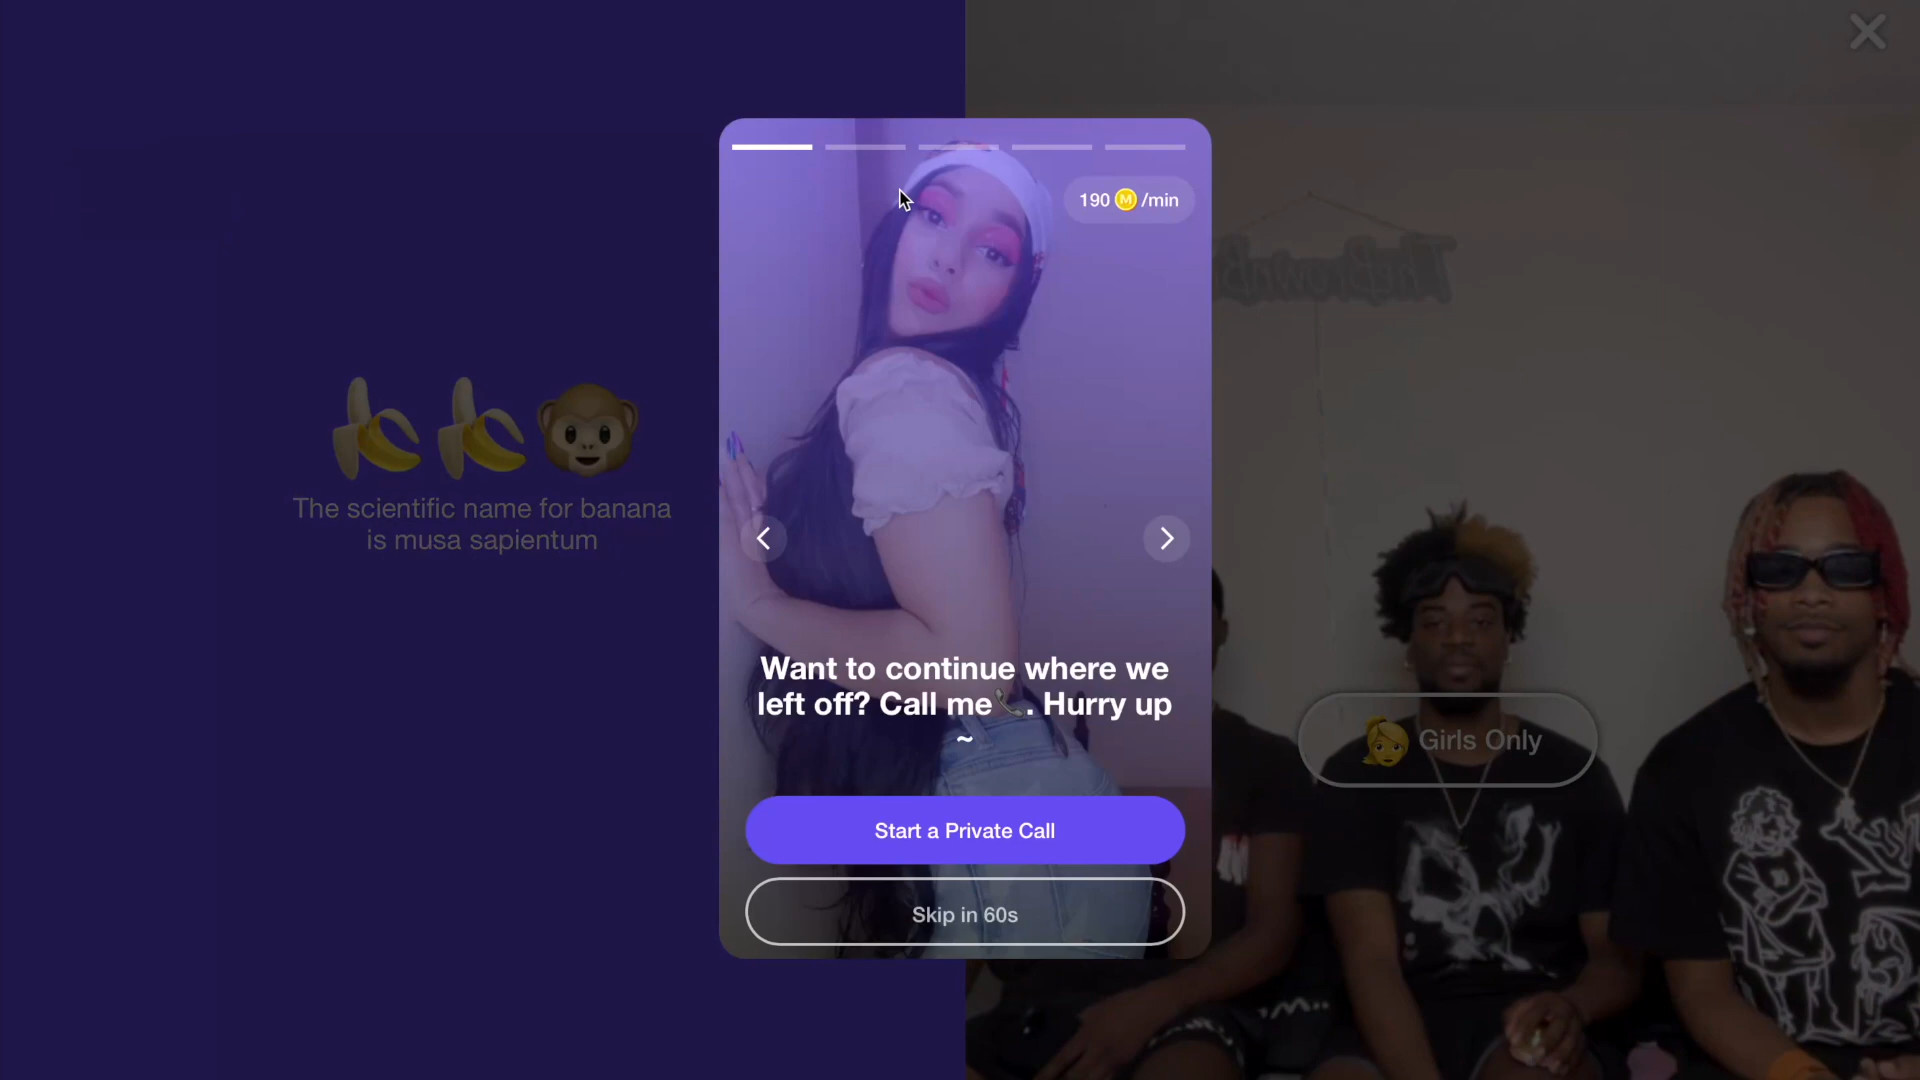 190 M /min
The scientific name for banana
is musa sapientum
Want to continue where we
left off? Call me📞. Hurry up
~
Girls Only
Start a Private Call
Skip in 60s